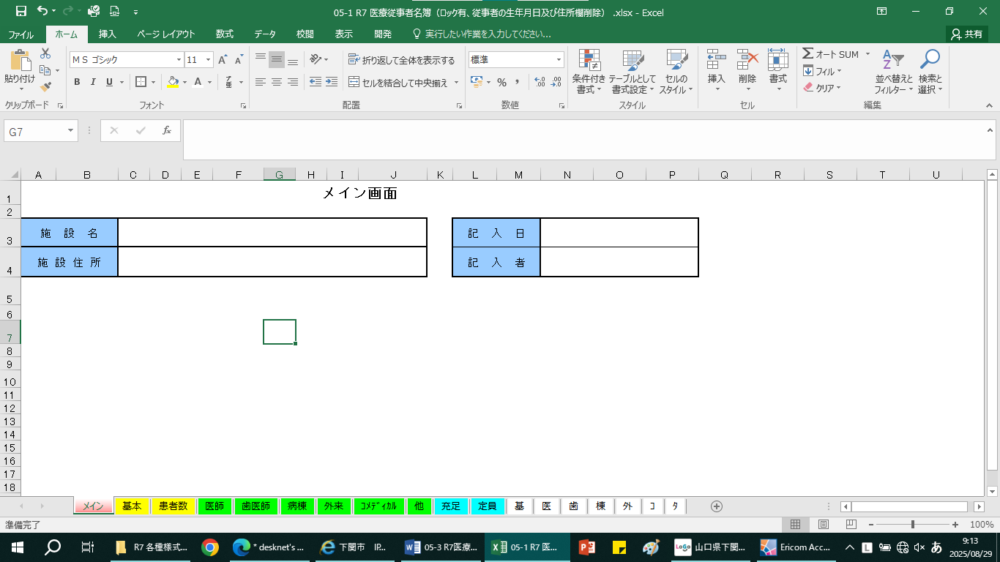 05-1 R7 医療従事者名簿（ﾛｯｸ有、従事者の生年月日及び住所欄削除） .xlsx - Excel
ファイル ホーム 挿入 ページ レイアウト 数式 データ 校閲 表示 開発 実行したい作業を入力してください... 共有
貼り付け
クリップボード
ＭＳ ゴシック 11
B I U
フォント
折り返して全体を表示する
セルを結合して中央揃え
配置
標準
%
数値
条件付き書式
テーブルとして書式設定
セルのスタイル
スタイル
挿入 削除 書式
セル
オート SUM
フィル
クリア
並べ替えとフィルター
検索と選択
編集
G7
fx
A B C D E F G H I J K L M N O P Q R S T U
1 メイン画面
2
3 施 設 名 記 入 日
4 施 設 住 所 記 入 者
5
6
7
8
9
10
11
12
13
14
15
16
17
18
メイン 基本 患者数 医師 歯医師 病棟 外来 ｺﾒﾃﾞｨｶﾙ 他 充足 定員 基 医 歯 棟 外 ｺ ﾀ
準備完了 100%
R7 各種様式... * desknet's ... 下関市 IP... 05-3 R7医療... 05-1 R7 医... LoGo 山口県下関... Ericom Acc... L あ 9:13
2025/08/29